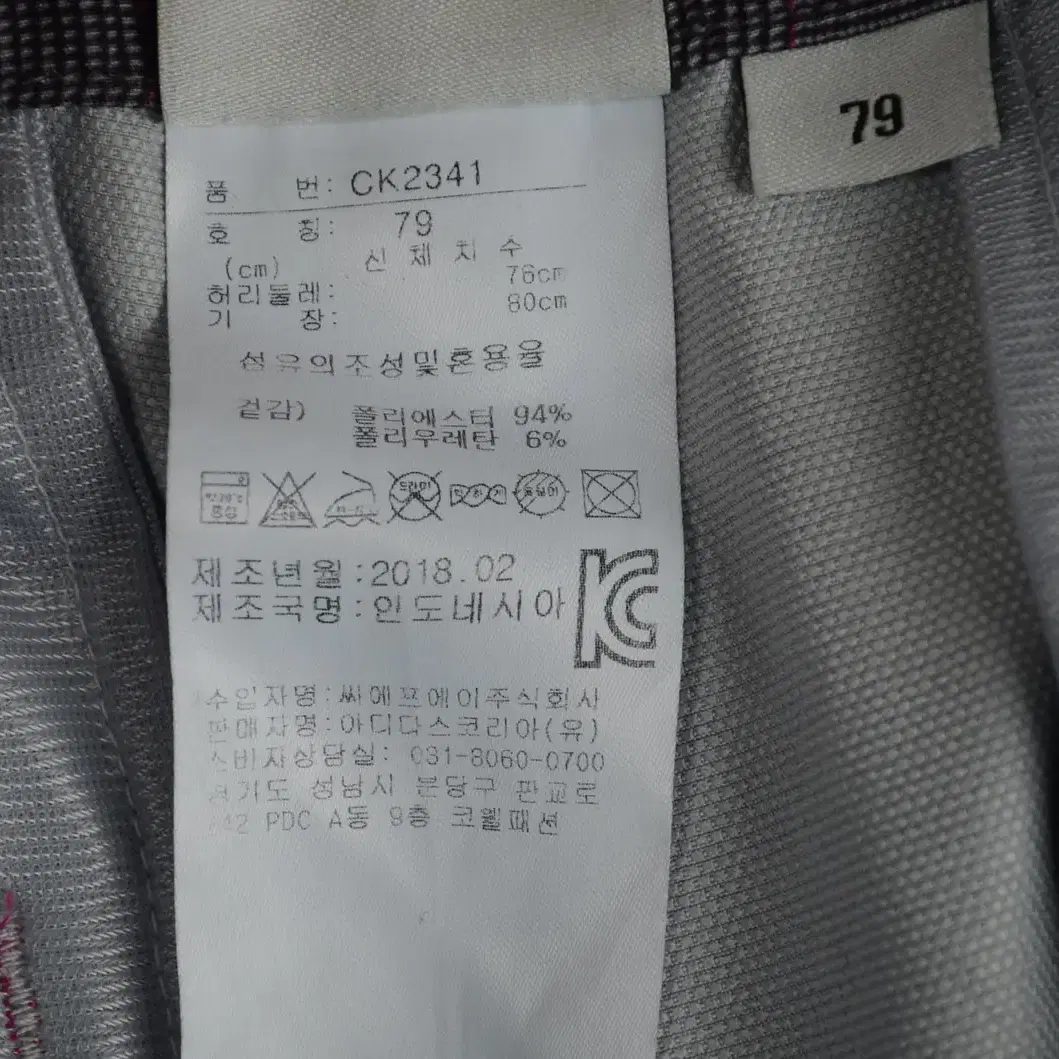 79
품 번: CK2341
호 칭: 79
(cm) 신 체 치 수
허리둘레: 76cm
기 장: 80cm
섬유의조성및혼용율
겉감) 폴리에스터 94%
폴리우레탄 6%
드라이
제조년월:2018.02
제조국명:인도네시아
KC
수입자명:씨에프에이주식회사
판매자명:아디다스코리아(유)
소비자상담실: 031-8060-0700
경기도 성남시 분당구 판교로
242 PDC A동 9층 코웰패션